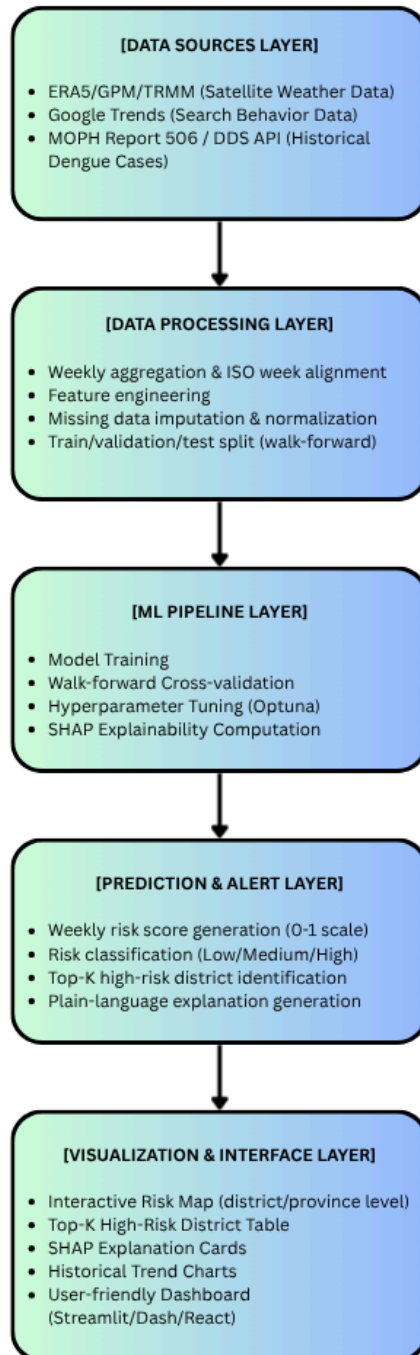 [DATA SOURCES LAYER]
• ERA5/GPM/TRMM (Satellite Weather Data)
• Google Trends (Search Behavior Data)
• MOPH Report 506 / DDS API (Historical
Dengue Cases)
[DATA PROCESSING LAYER]
• Weekly aggregation & ISO week alignment
• Feature engineering
• Missing data imputation & normalization
• Train/validation/test split (walk-forward)
[ML PIPELINE LAYER]
• Model Training
• Walk-forward Cross-validation
• Hyperparameter Tuning (Optuna)
• SHAP Explainability Computation
[PREDICTION & ALERT LAYER]
• Weekly risk score generation (0-1 scale)
• Risk classification (Low/Medium/High)
• Top-K high-risk district identification
• Plain-language explanation generation
[VISUALIZATION & INTERFACE LAYER]
• Interactive Risk Map (district/province level)
• Top-K High-Risk District Table
• SHAP Explanation Cards
• Historical Trend Charts
• User-friendly Dashboard
(Streamlit/Dash/React)